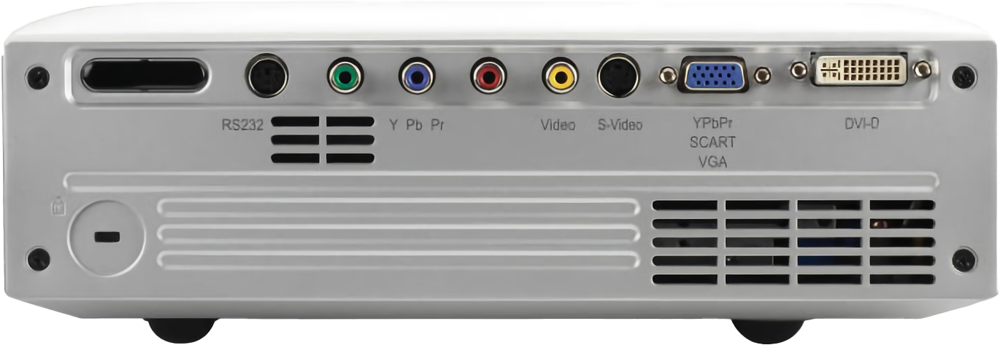 RS232
Y Pb Pr
Video
S-Video
YPbPr
SCART
VGA
DVI-D